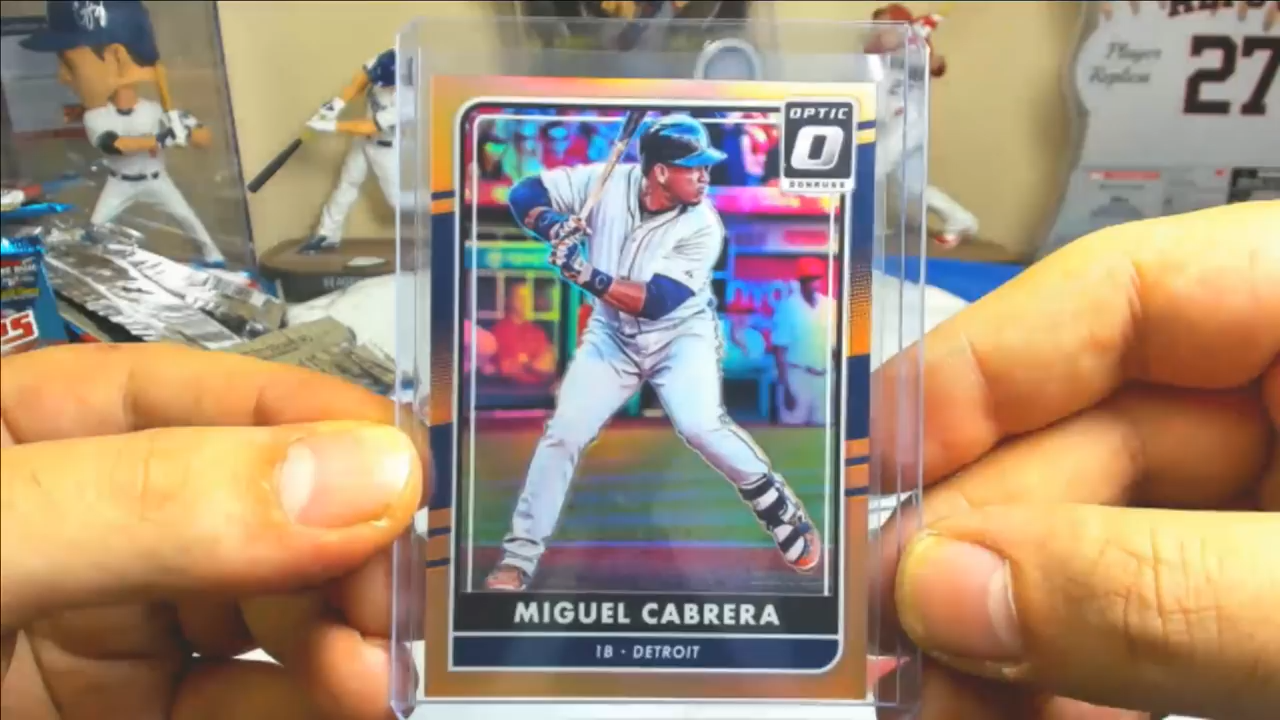 Player
Replica
27
OPTIC
O
DONRUSS
MIGUEL CABRERA
1B • DETROIT